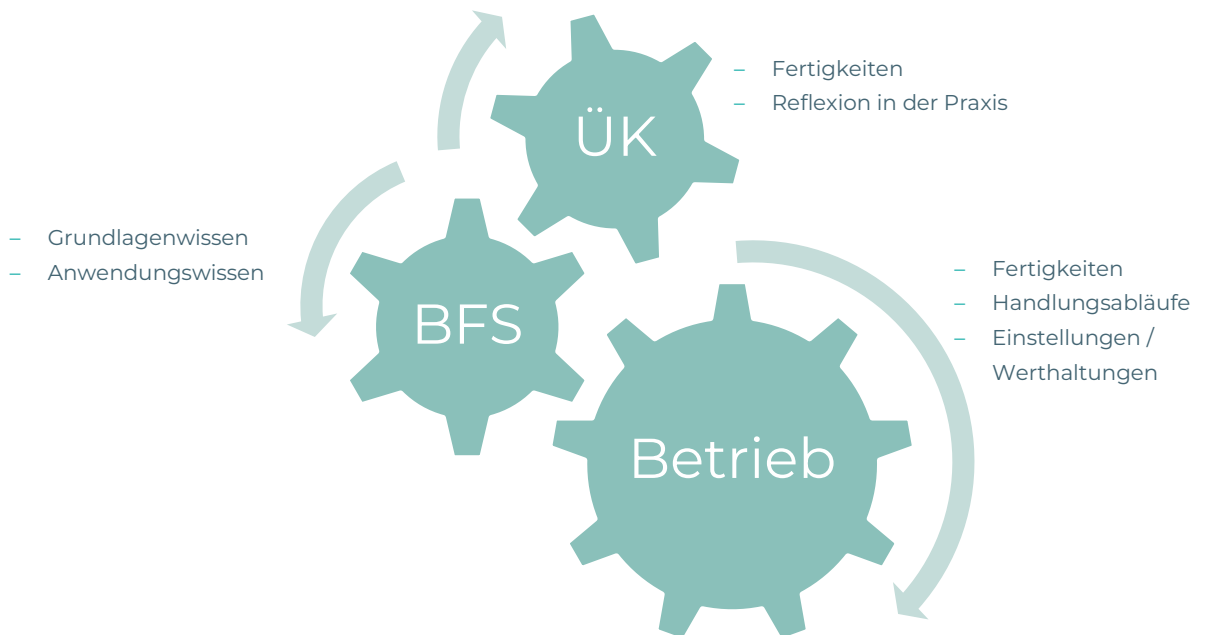 ÜK
– Fertigkeiten
– Reflexion in der Praxis
– Grundlagenwissen
– Anwendungswissen
BFS
– Fertigkeiten
– Handlungsabläufe
– Einstellungen /
Werthaltungen
Betrieb